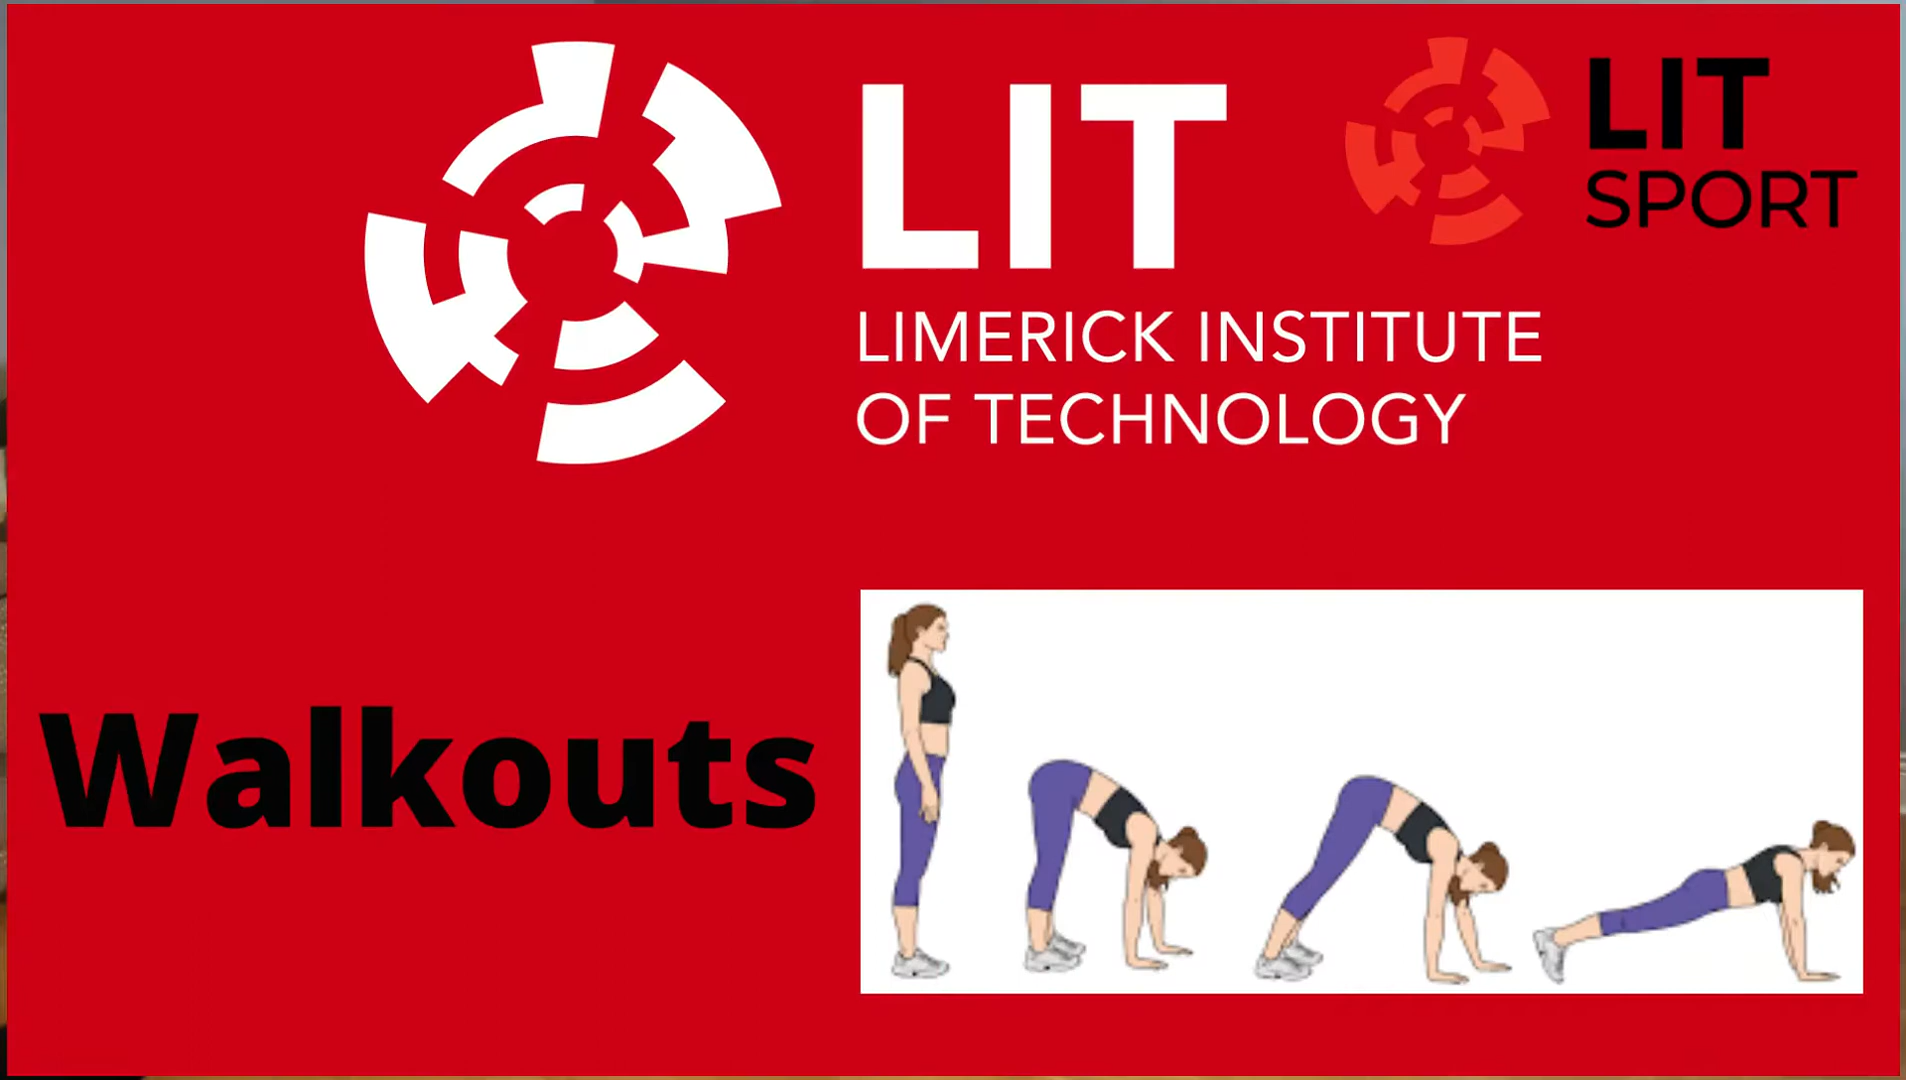 LIT
LIMERICK INSTITUTE
OF TECHNOLOGY
LIT
SPORT
Walkouts